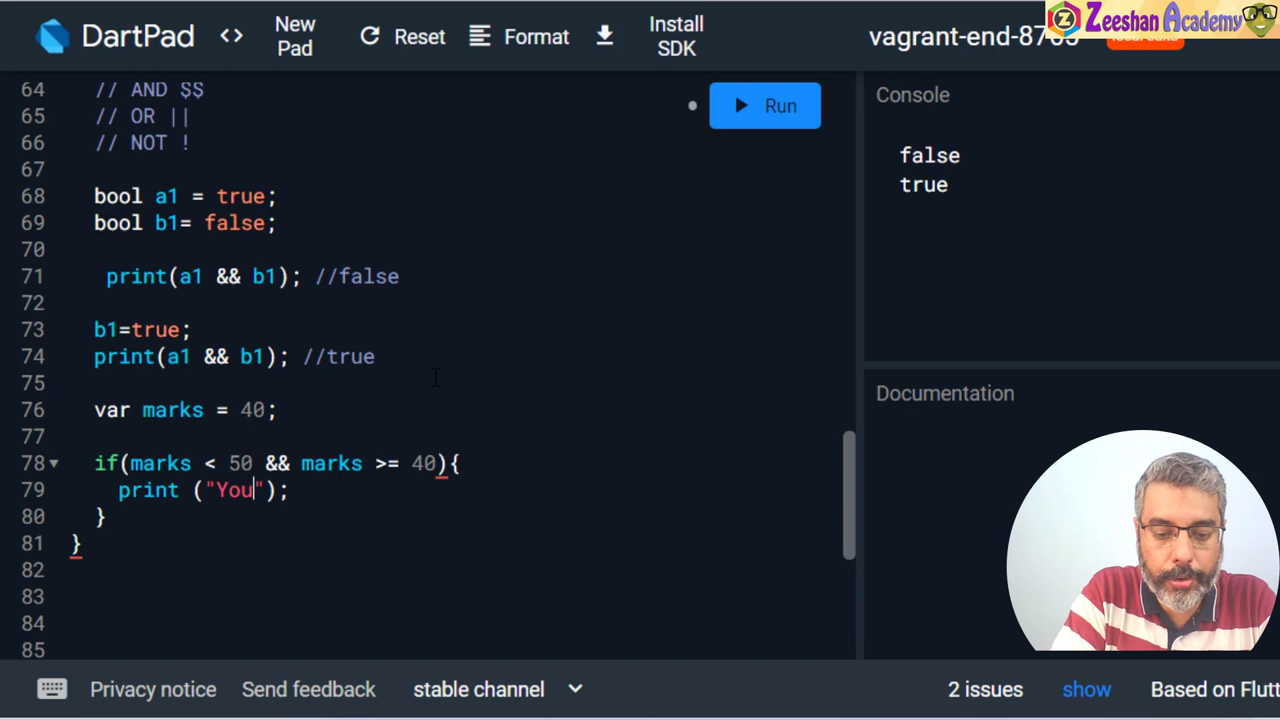 Zeeshan Academy
DartPad
<> New Pad
Reset
Format
Install SDK
64 // AND $$
65 // OR ||
66 // NOT !
67
68 bool a1 = true;
69 bool b1= false;
70
71 print(a1 && b1); //false
72
73 b1=true;
74 print(a1 && b1); //true
75
76 var marks = 40;
77
78 if(marks < 50 && marks >= 40){
79 print ("You");
80 }
81 }
82
83
84
85
Run
Console
false
true
Documentation
Privacy notice
Send feedback
stable channel
2 issues
show
Based on Flutt